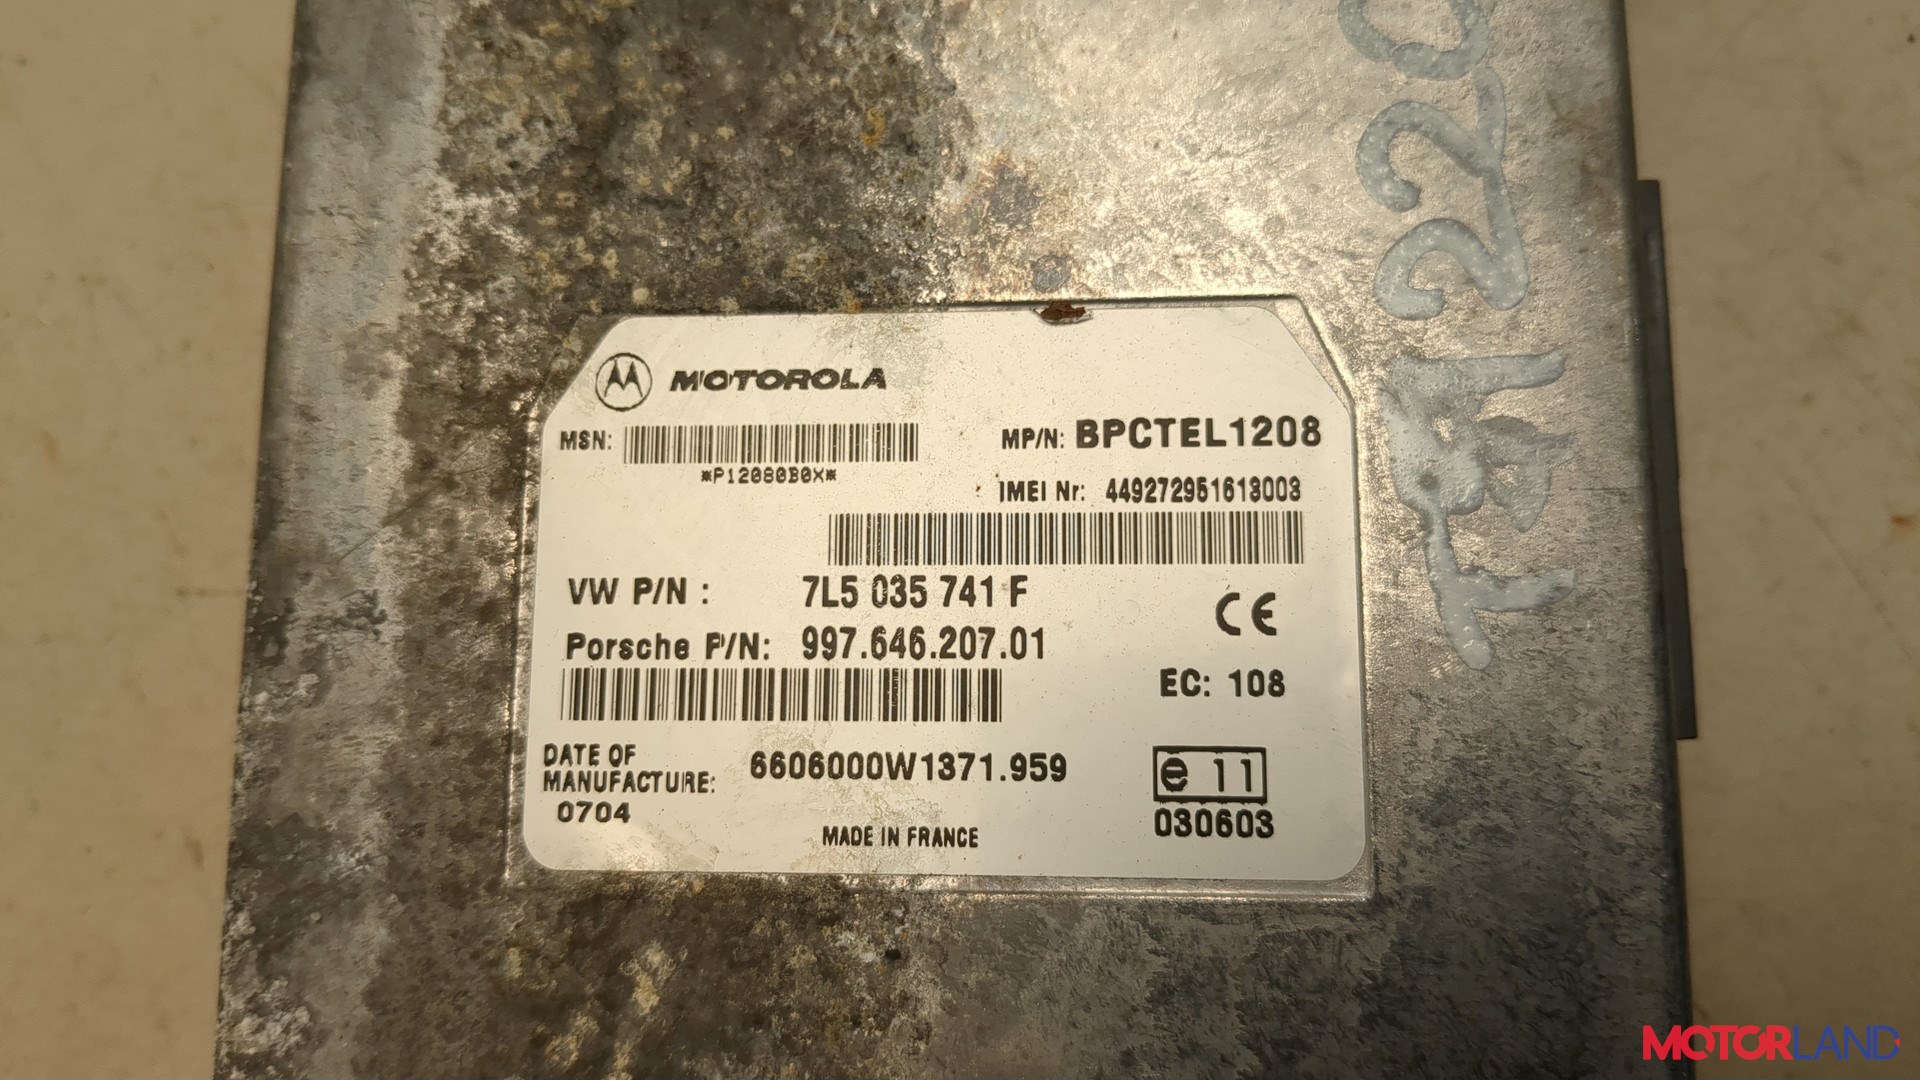 MOTOROLA
MSN:
*P12080B0X*
MP/N: BPCTEL1208
IMEI Nr: 449272951613003
VW P/N : 7L5 035 741 F
Porsche P/N: 997.646.207.01
CE
EC: 108
DATE OF
MANUFACTURE:
0704
6606000W1371.959
MADE IN FRANCE
e 11
030603
MOTORLAND